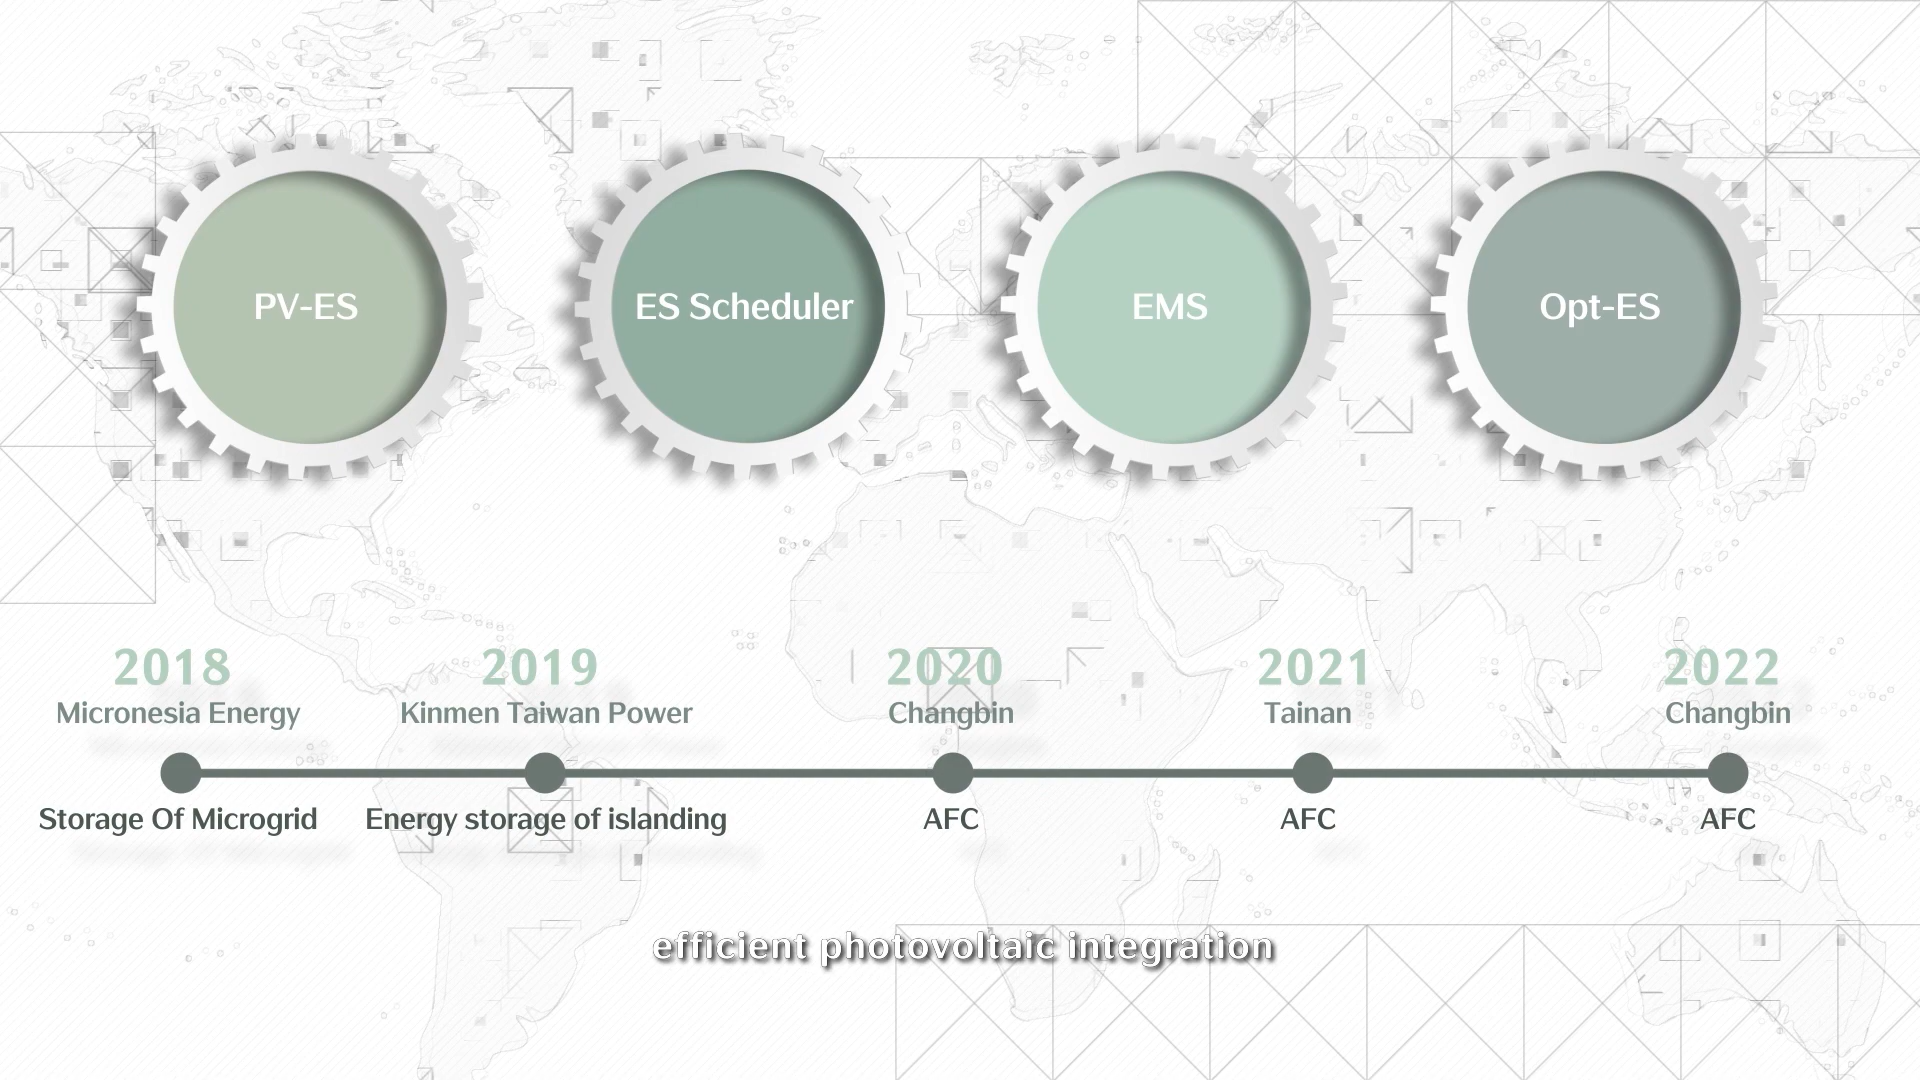 PV-ES
ES Scheduler
EMS
Opt-ES
2018
2019
2020
2021
2022
Micronesia Energy
Kinmen Taiwan Power
Changbin
Tainan
Changbin
Storage Of Microgrid
Energy storage of islanding
AFC
AFC
AFC
efficient photovoltaic integration